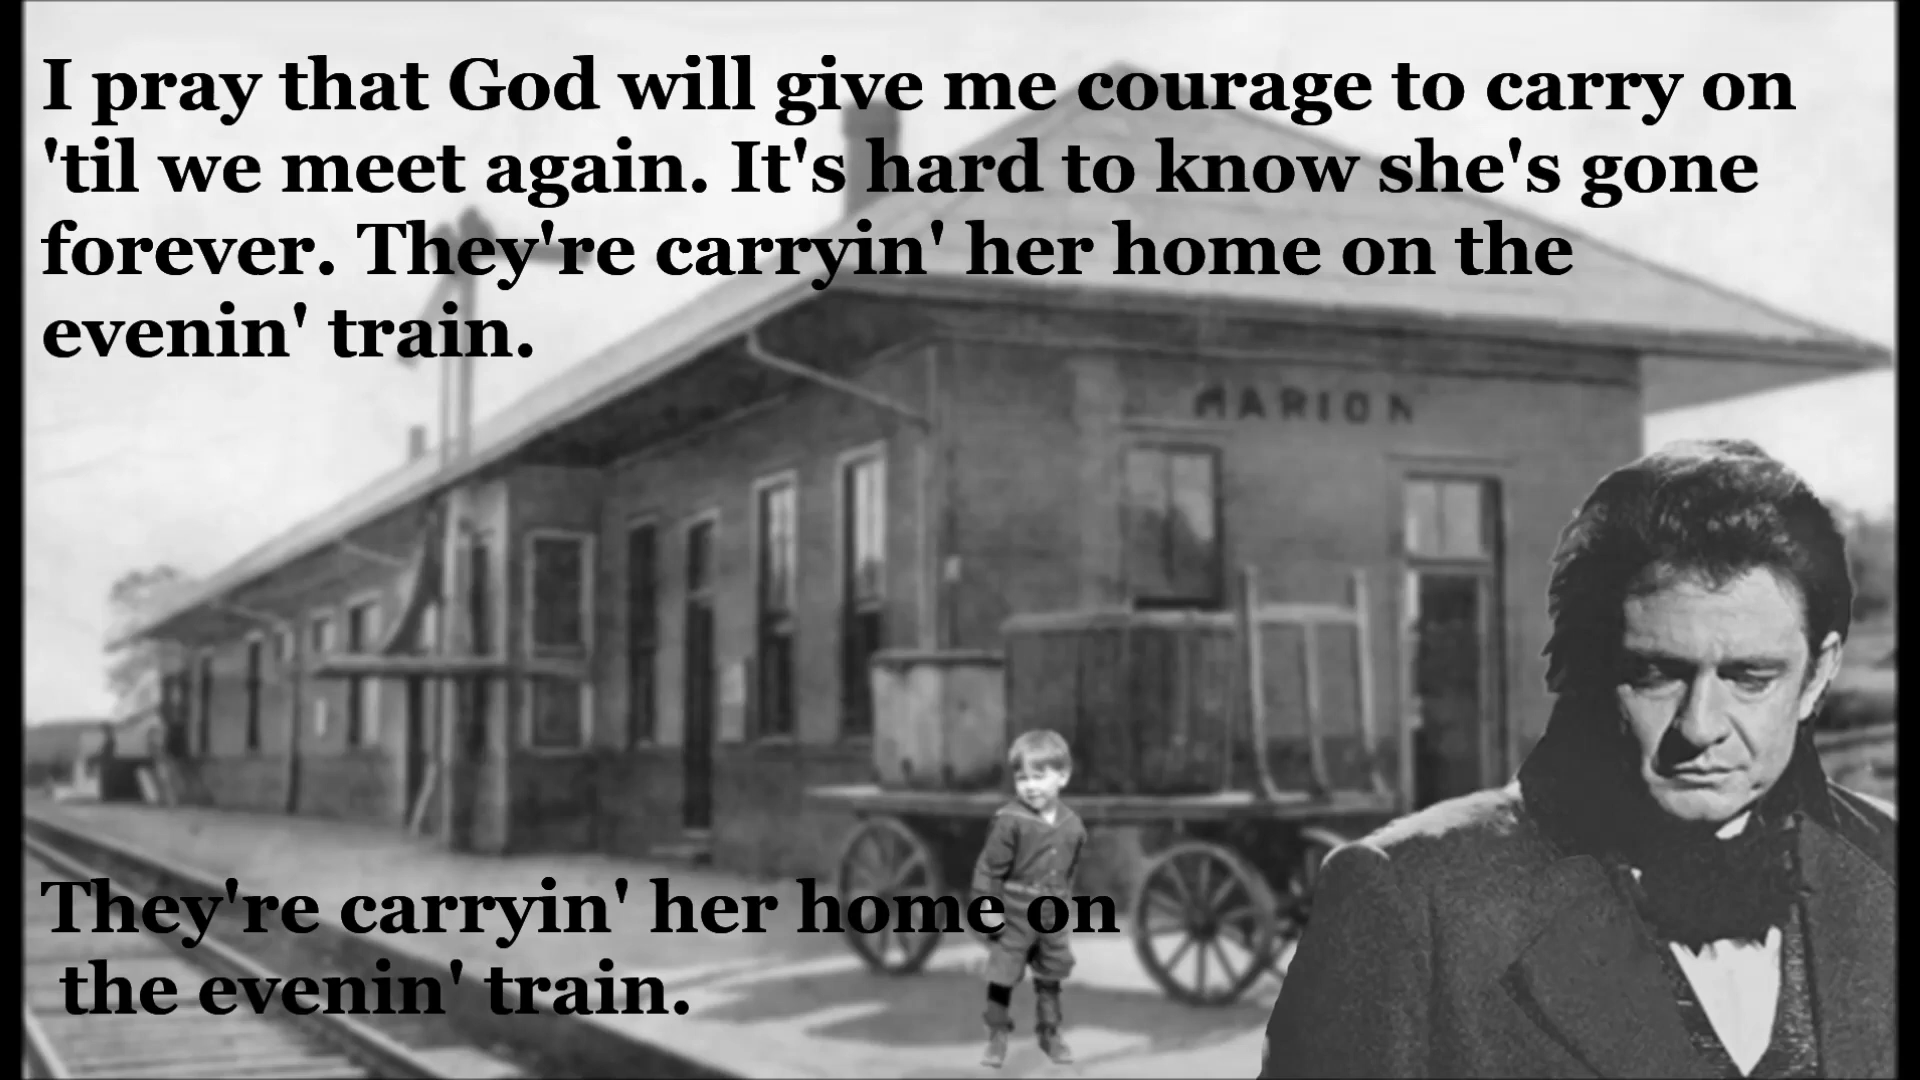 I pray that God will give me courage to carry on
'til we meet again. It's hard to know she's gone
forever. They're carryin' her home on the
evenin' train.
MARION
They're carryin' her home on
the evenin' train.